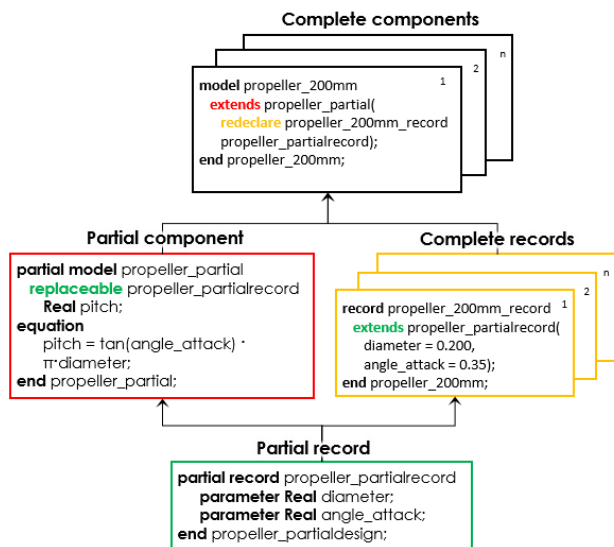 Complete components
n
2
1
model propeller_200mm
extends propeller_partial(
redeclare propeller_200mm_record
propeller_partialrecord);
end propeller_200mm;
Partial component
partial model propeller_partial
replaceable propeller_partialrecord
Real pitch;
equation
pitch = tan(angle_attack) ·
π·diameter;
end propeller_partial;
Complete records
n
2
1
record propeller_200mm_record
extends propeller_partialrecord(
diameter = 0.200,
angle_attack = 0.35);
end propeller_200mm;
Partial record
partial record propeller_partialrecord
parameter Real diameter;
parameter Real angle_attack;
end propeller_partialdesign;